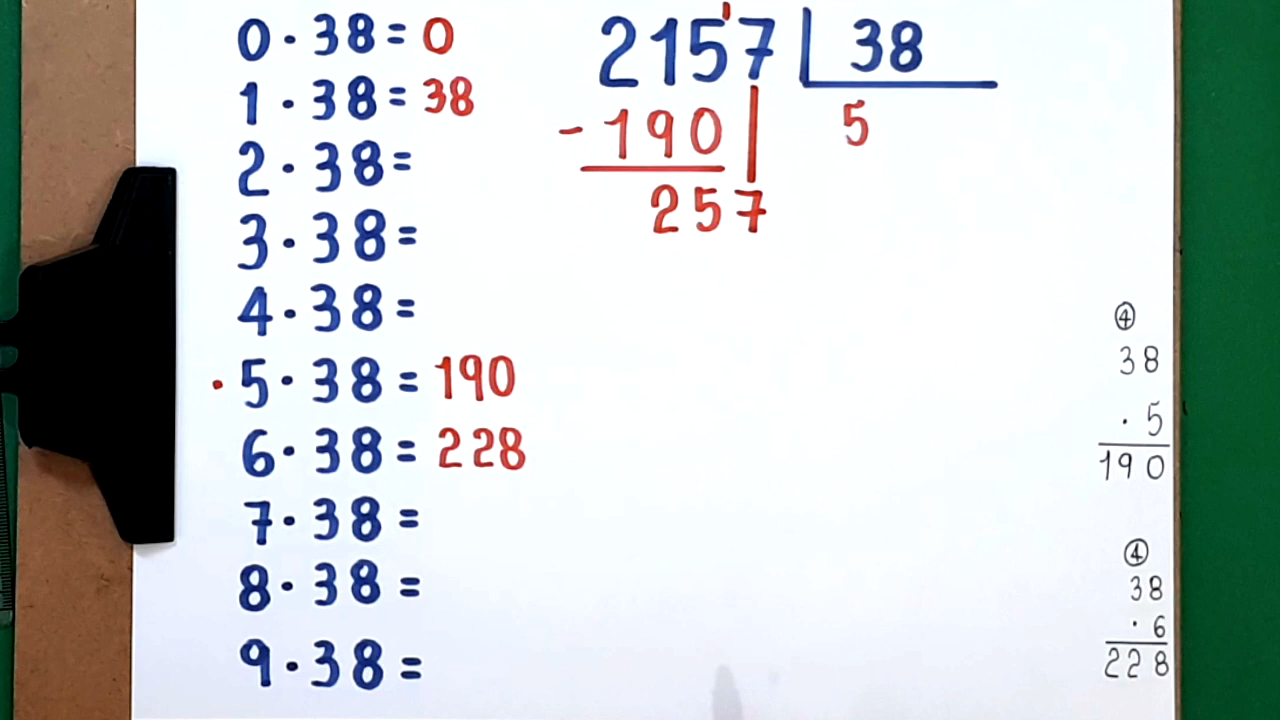 0 · 38 = 0
1 · 38 = 38
2 · 38 =
3 · 38 =
4 · 38 =
· 5 · 38 = 190
6 · 38 = 228
7 · 38 =
8 · 38 =
9 · 38 =
2157 38
- 190 5
257
4
38
· 5
190
4
38
· 6
228